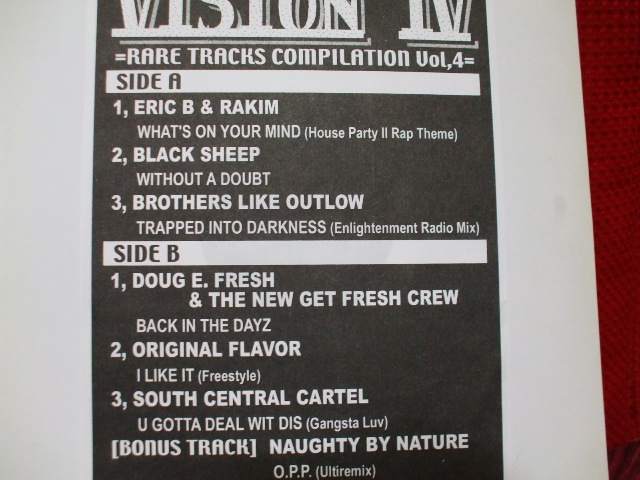 VISION IV
=RARE TRACKS COMPILATION Vol,4=
SIDE A
1, ERIC B & RAKIM
WHAT'S ON YOUR MIND (House Party II Rap Theme)
2, BLACK SHEEP
WITHOUT A DOUBT
3, BROTHERS LIKE OUTLOW
TRAPPED INTO DARKNESS (Enlightenment Radio Mix)
SIDE B
1, DOUG E. FRESH
& THE NEW GET FRESH CREW
BACK IN THE DAYZ
2, ORIGINAL FLAVOR
I LIKE IT (Freestyle)
3, SOUTH CENTRAL CARTEL
U GOTTA DEAL WIT DIS (Gangsta Luv)
[BONUS TRACK] NAUGHTY BY NATURE
O.P.P. (Ultiremix)